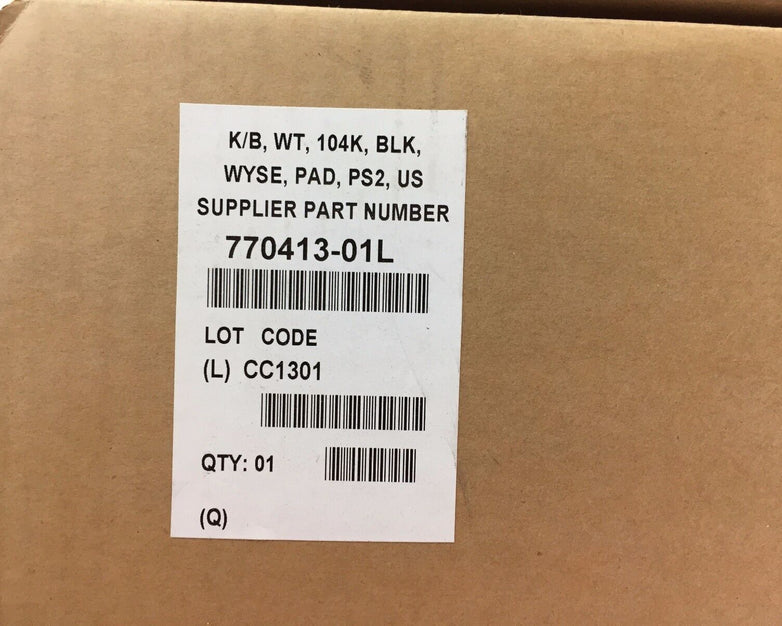 K/B, WT, 104K, BLK,
WYSE, PAD, PS2, US
SUPPLIER PART NUMBER
770413-01L
LOT CODE
(L) CC1301
QTY: 01
(Q)